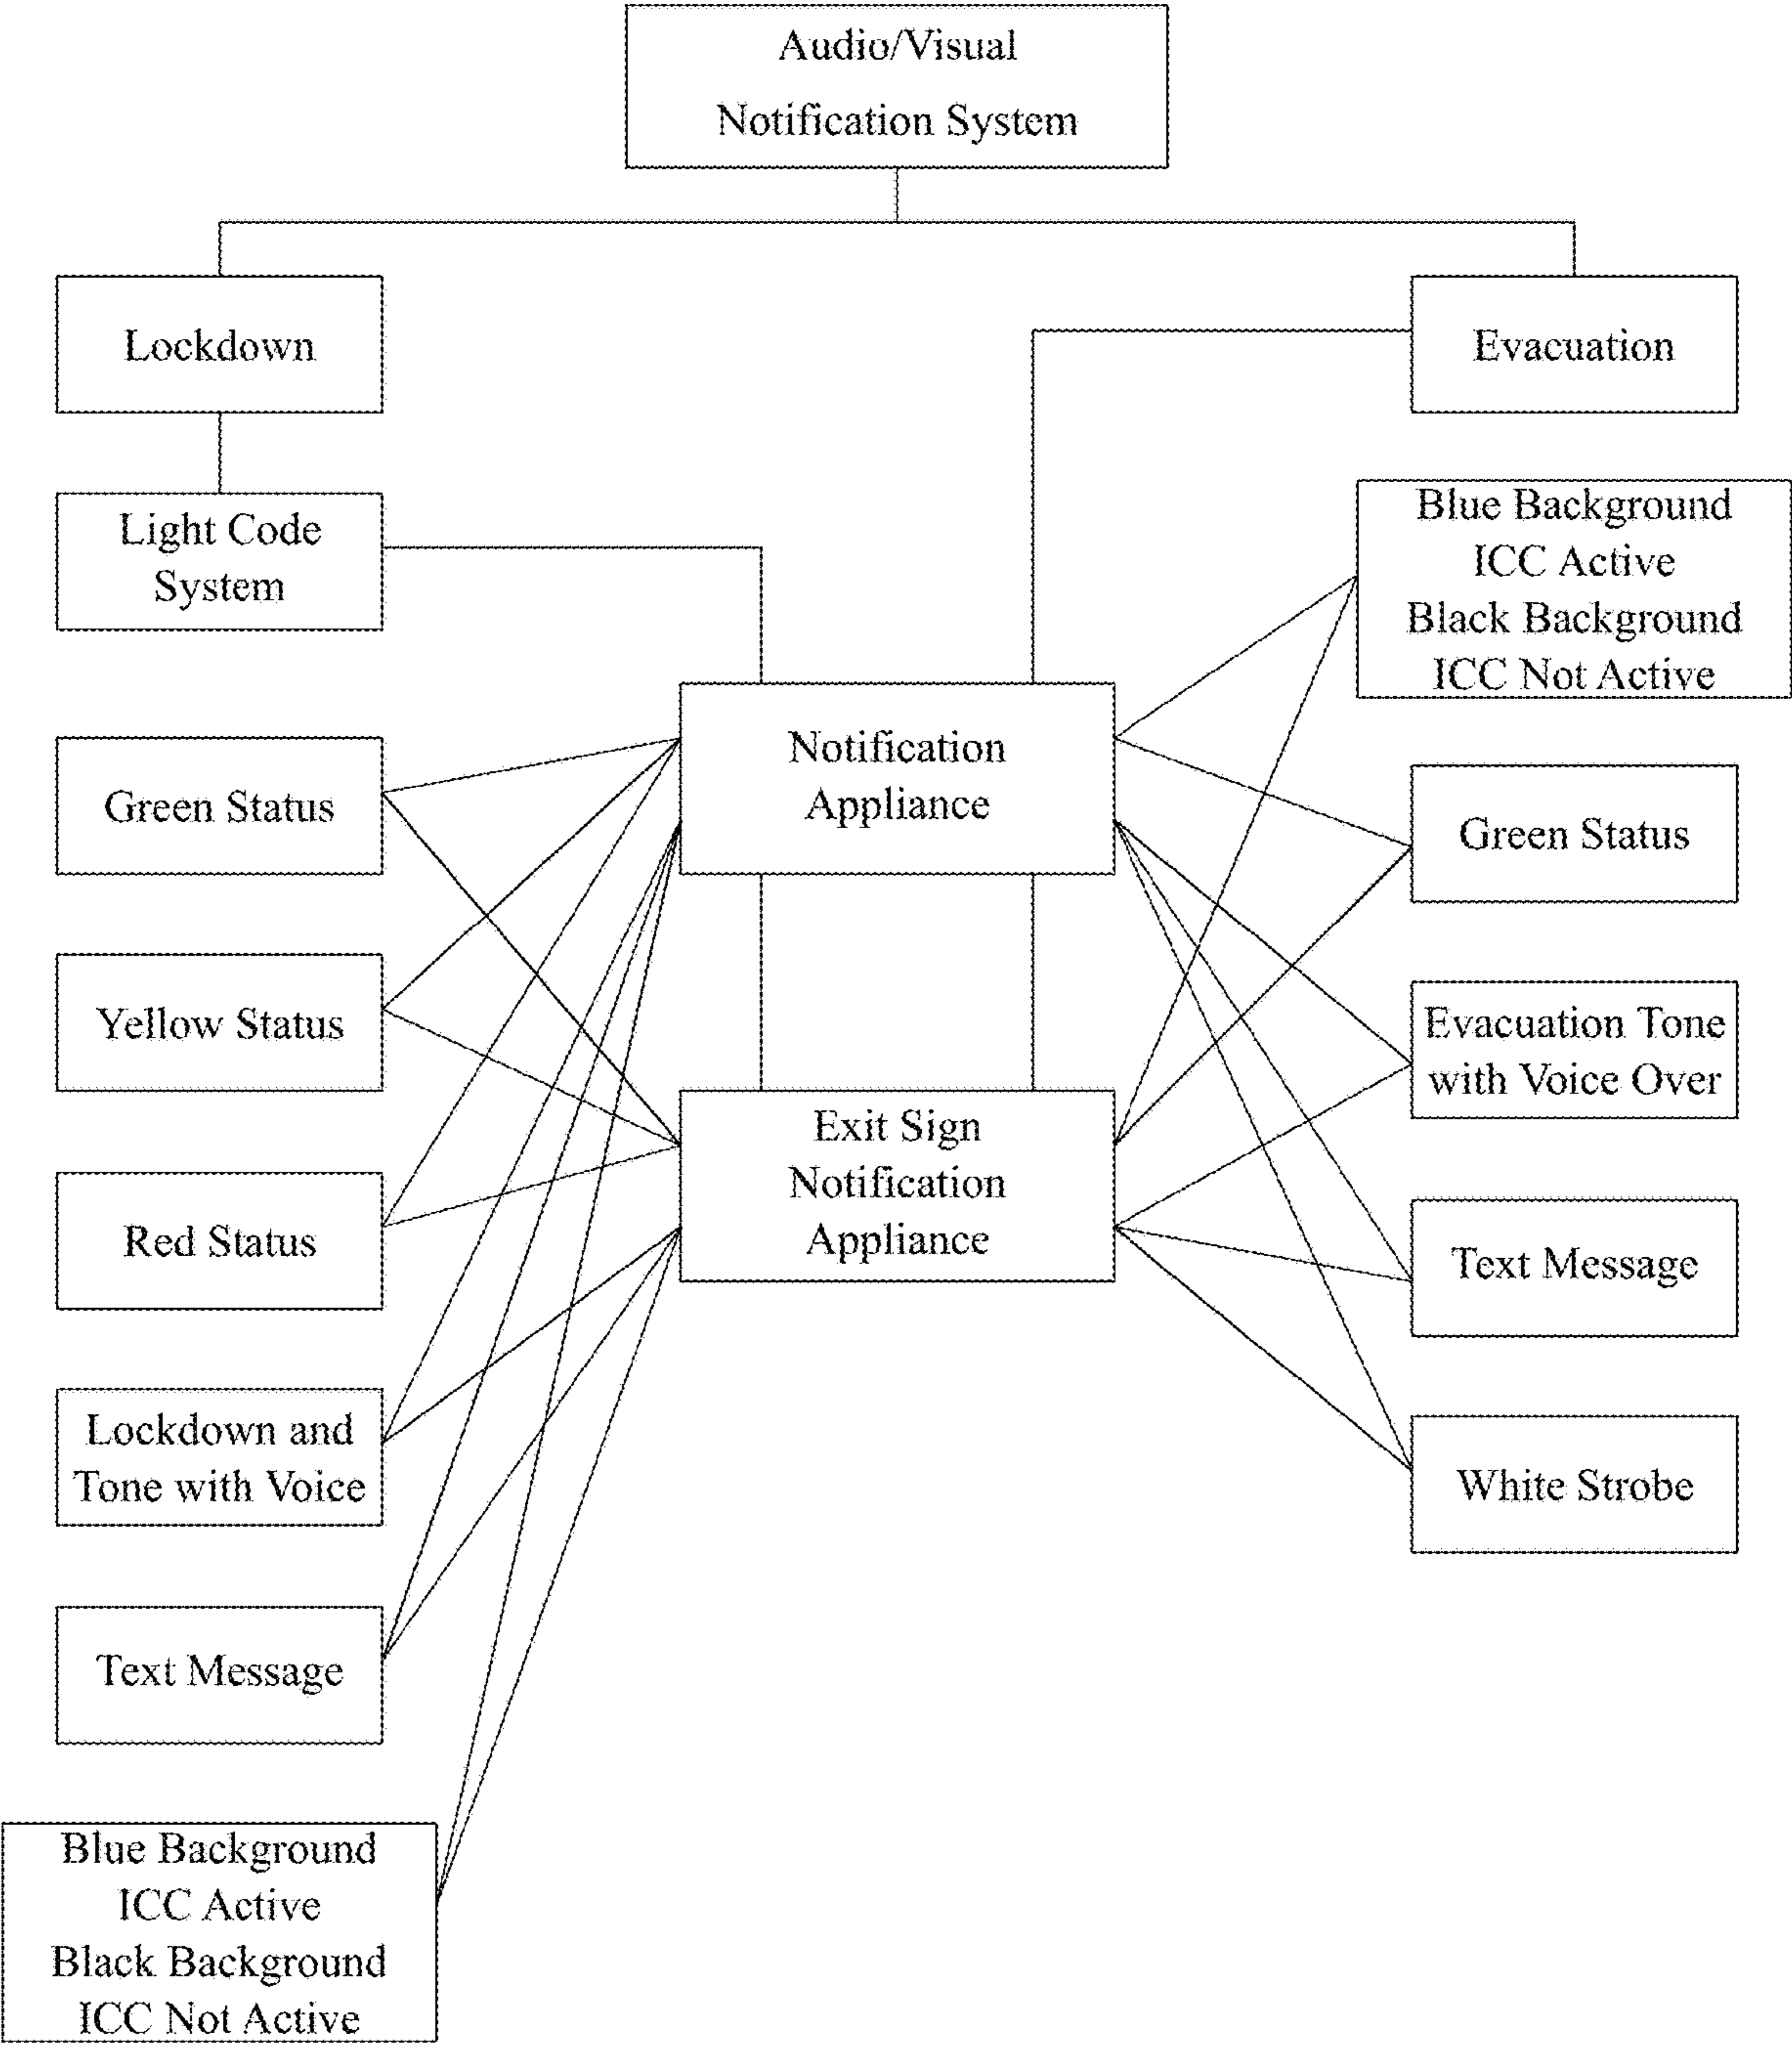 Audio/Visual
Notification System
Lockdown
Evacuation
Light Code
System
Blue Background
ICC Active
Black Background
ICC Not Active
Notification
Appliance
Green Status
Green Status
Yellow Status
Evacuation Tone
with Voice Over
Exit Sign
Notification
Appliance
Red Status
Text Message
Lockdown and
Tone with Voice
White Strobe
Text Message
Blue Background
ICC Active
Black Background
ICC Not Active